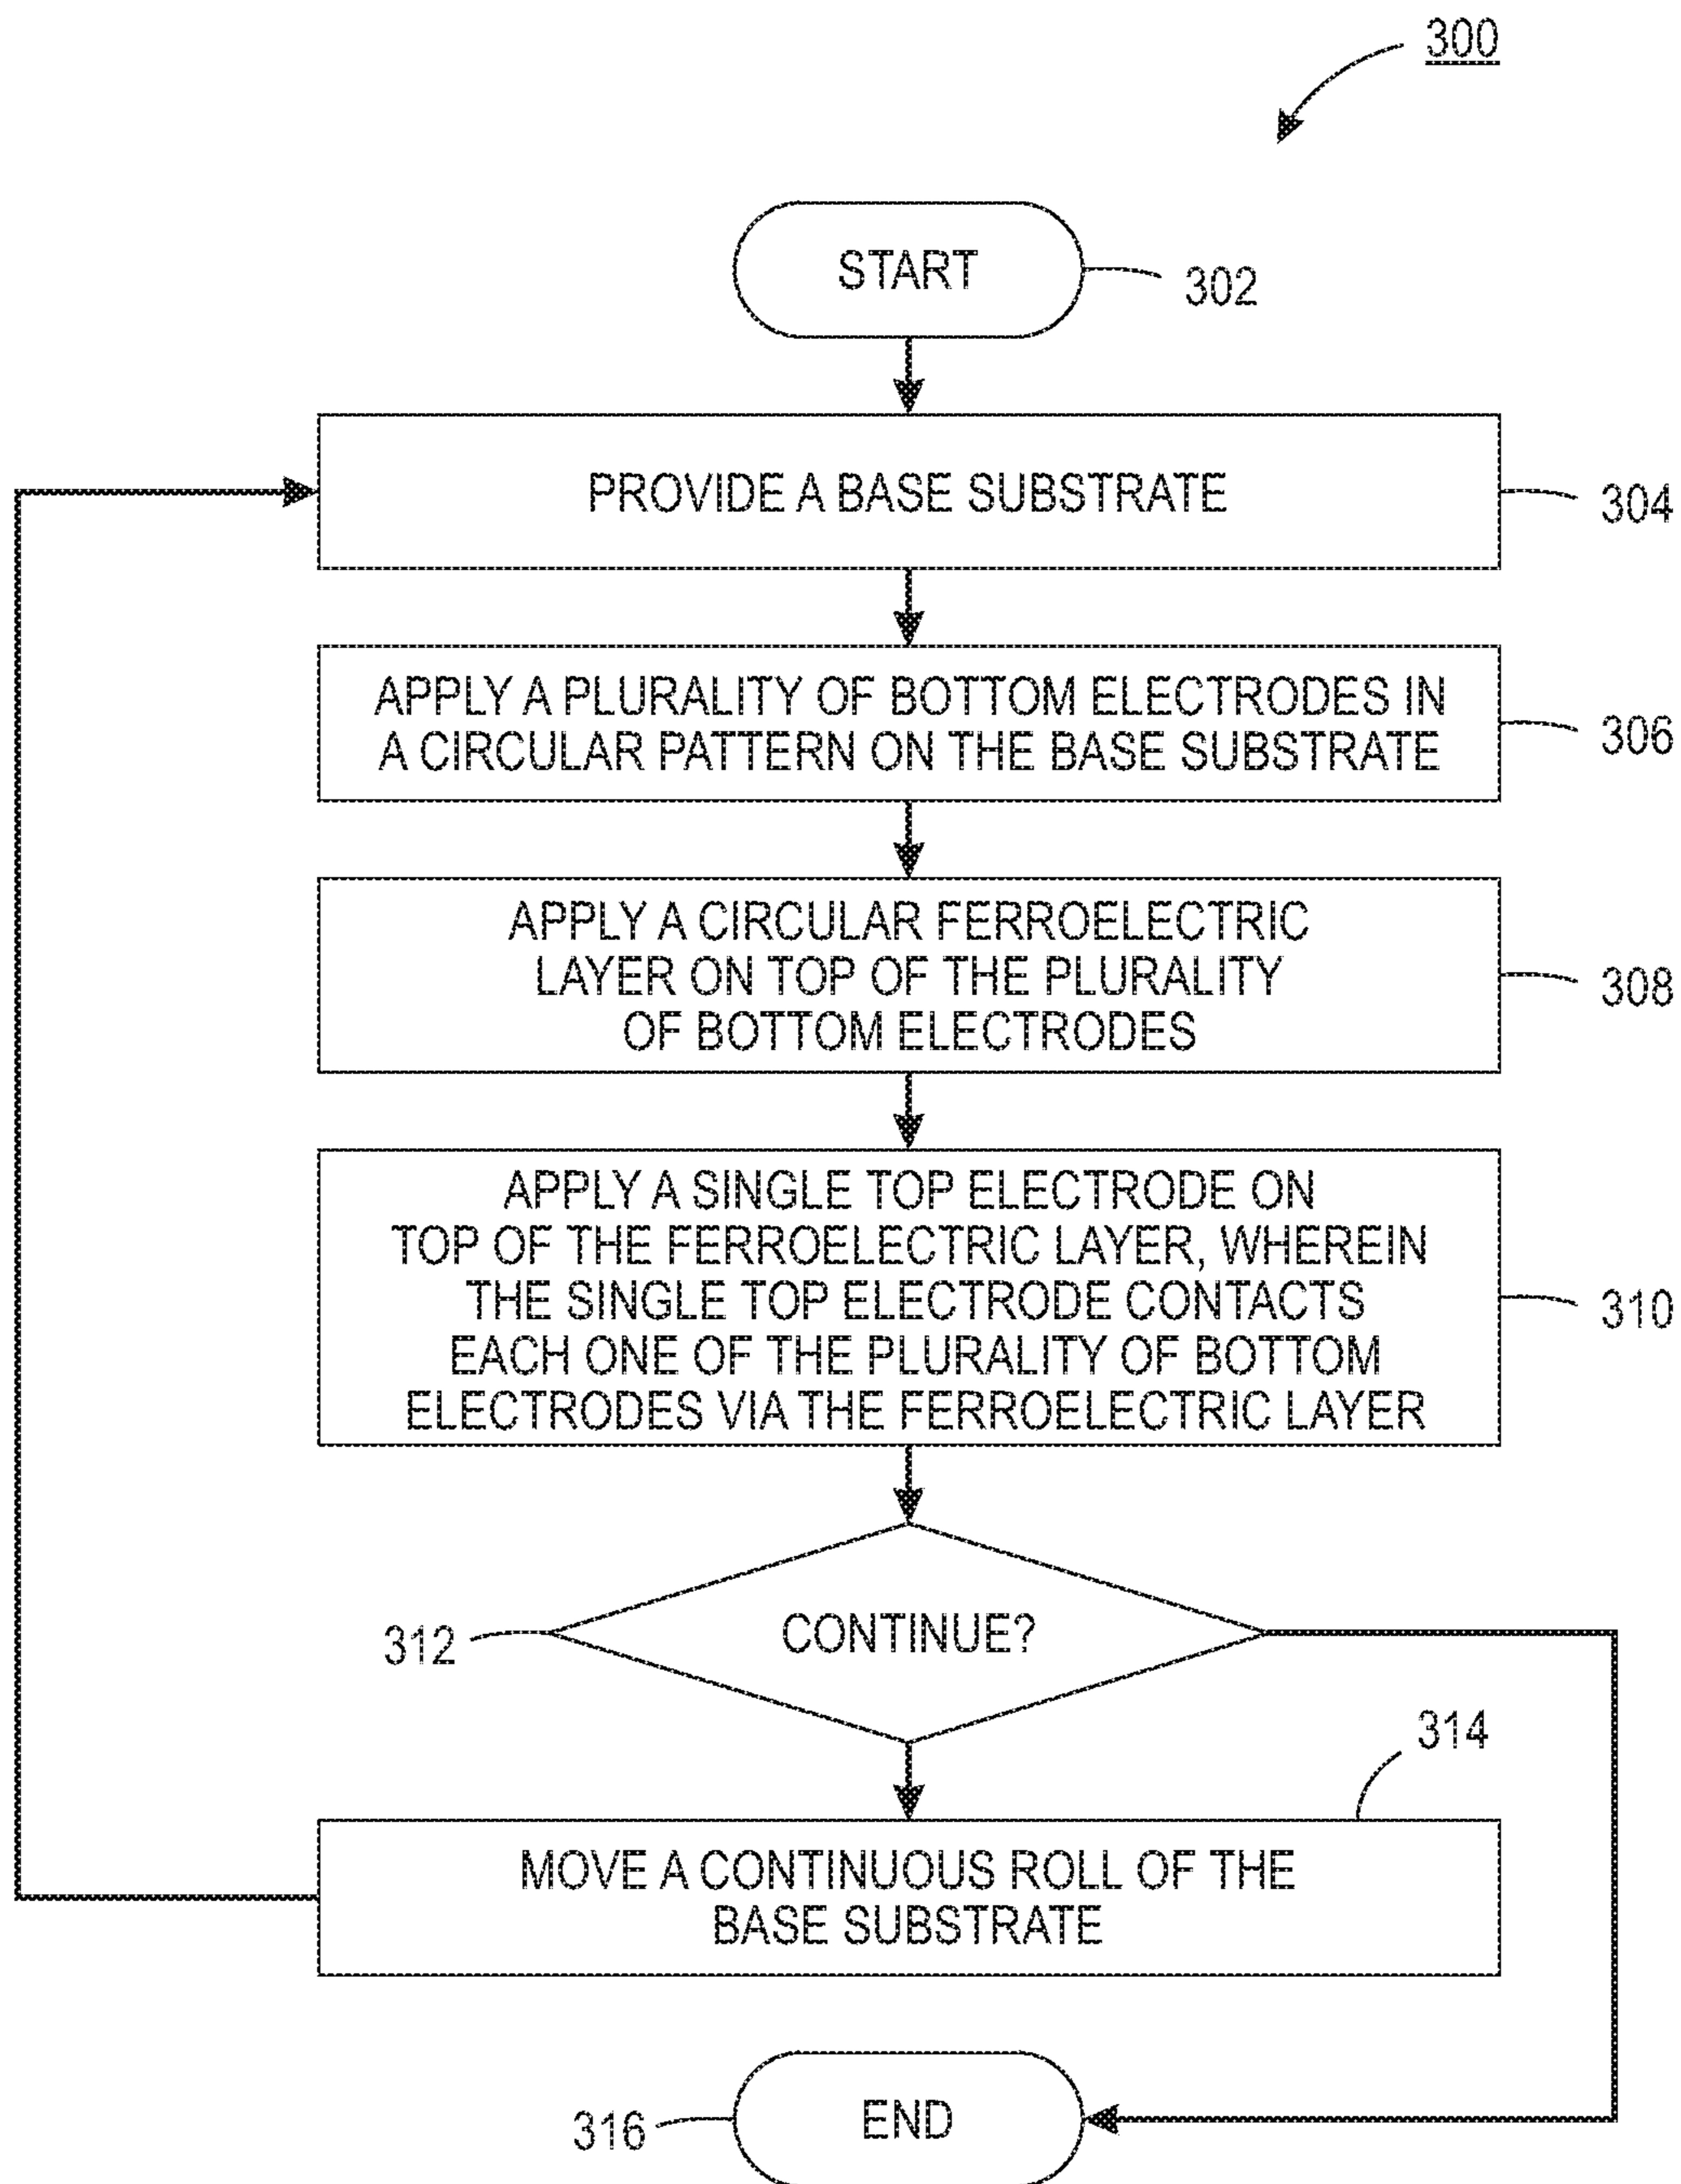 300
START
302
PROVIDE A BASE SUBSTRATE
304
APPLY A PLURALITY OF BOTTOM ELECTRODES IN
A CIRCULAR PATTERN ON THE BASE SUBSTRATE
306
APPLY A CIRCULAR FERROELECTRIC
LAYER ON TOP OF THE PLURALITY
OF BOTTOM ELECTRODES
308
APPLY A SINGLE TOP ELECTRODE ON
TOP OF THE FERROELECTRIC LAYER, WHEREIN
THE SINGLE TOP ELECTRODE CONTACTS
EACH ONE OF THE PLURALITY OF BOTTOM
ELECTRODES VIA THE FERROELECTRIC LAYER
310
312
CONTINUE?
314
MOVE A CONTINUOUS ROLL OF THE
BASE SUBSTRATE
316
END